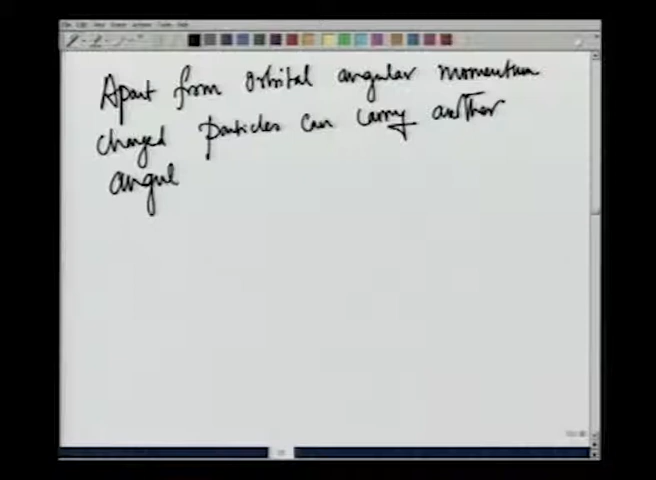 Apart from orbital angular momentum
charged particles can carry another
angul